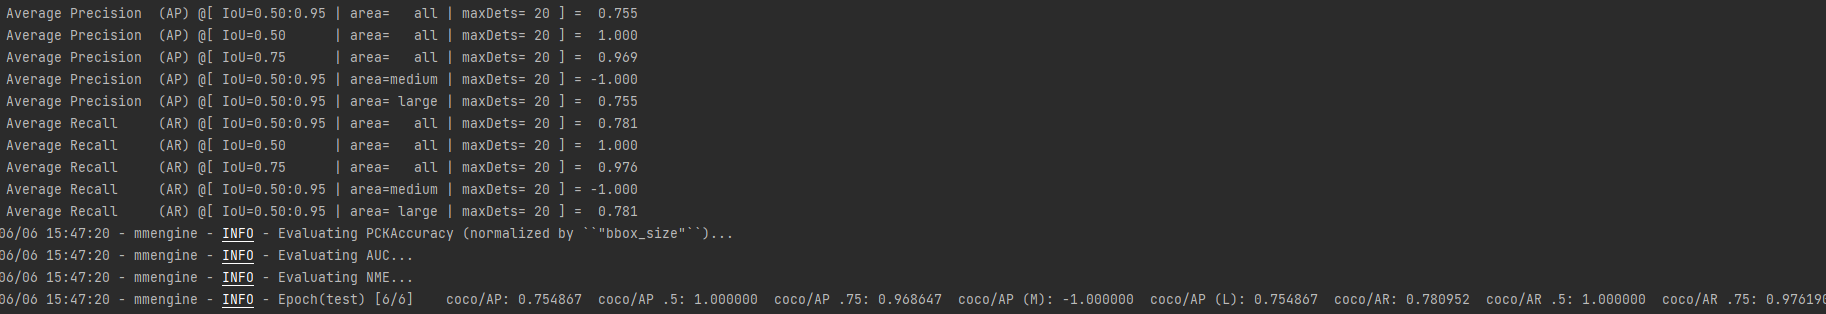 Average Precision  (AP) @[ IoU=0.50:0.95 | area=   all | maxDets= 20 ] =  0.755
Average Precision  (AP) @[ IoU=0.50      | area=   all | maxDets= 20 ] =  1.000
Average Precision  (AP) @[ IoU=0.75      | area=   all | maxDets= 20 ] =  0.969
Average Precision  (AP) @[ IoU=0.50:0.95 | area=medium | maxDets= 20 ] = -1.000
Average Precision  (AP) @[ IoU=0.50:0.95 | area= large | maxDets= 20 ] =  0.755
Average Recall     (AR) @[ IoU=0.50:0.95 | area=   all | maxDets= 20 ] =  0.781
Average Recall     (AR) @[ IoU=0.50      | area=   all | maxDets= 20 ] =  1.000
Average Recall     (AR) @[ IoU=0.75      | area=   all | maxDets= 20 ] =  0.976
Average Recall     (AR) @[ IoU=0.50:0.95 | area=medium | maxDets= 20 ] = -1.000
Average Recall     (AR) @[ IoU=0.50:0.95 | area= large | maxDets= 20 ] =  0.781
06/06 15:47:20 - mmengine - INFO - Evaluating PCKAccuracy (normalized by ``"bbox_size"``)...
06/06 15:47:20 - mmengine - INFO - Evaluating AUC...
06/06 15:47:20 - mmengine - INFO - Evaluating NME...
06/06 15:47:20 - mmengine - INFO - Epoch(test) [6/6]    coco/AP: 0.754867  coco/AP .5: 1.000000  coco/AP .75: 0.968647  coco/AP (M): -1.000000  coco/AP (L): 0.754867  coco/AR: 0.780952  coco/AR .5: 1.000000  coco/AR .75: 0.976190